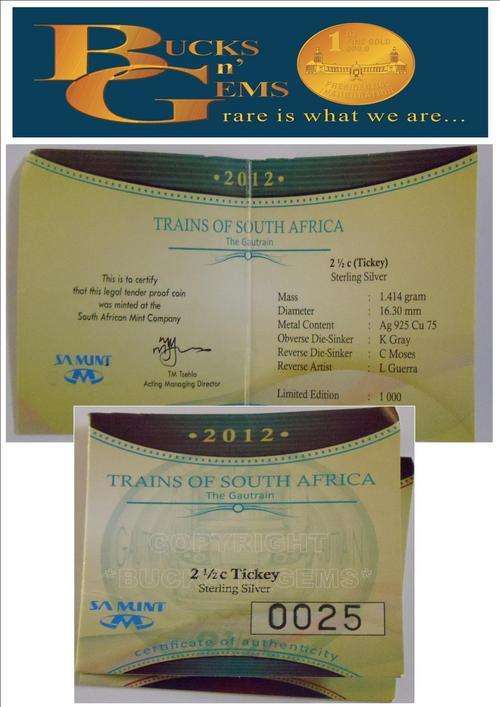 BUCKS
n'
GEMS
rare is what we are...
1
PRESIDENTIAL
•2012•
TRAINS OF SOUTH AFRICA
The Gautrain
This is to certify
that this legal tender proof coin
was minted at the
South African Mint Company
SA MINT
TM Tsehlo
Acting Managing Director
2 ½ c (Tickey)
Sterling Silver
Mass : 1.414 gram
Diameter : 16.30 mm
Metal Content : Ag 925 Cu 75
Obverse Die-Sinker : K Gray
Reverse Die-Sinker : C Moses
Reverse Artist : L Guerra
Limited Edition : 1 000
•2012•
TRAINS OF SOUTH AFRICA
The Gautrain
COPYRIGHT
*BUCKS GEMS*
2 ½ c Tickey
Sterling Silver
SA MINT
0025
certificate of authenticity